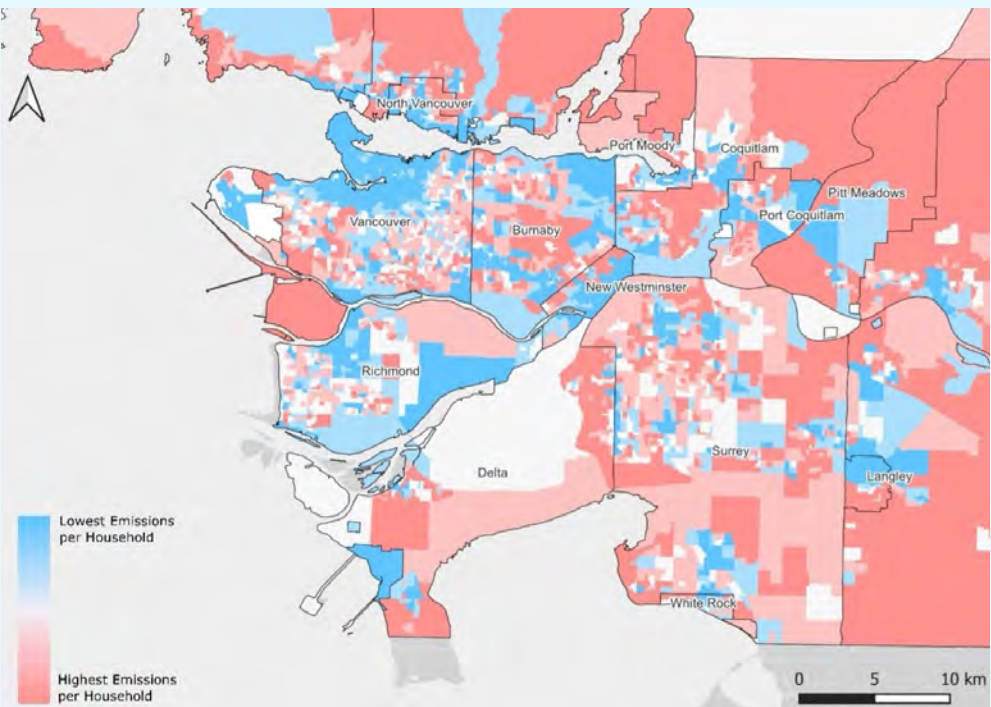 North Vancouver
Port Moody
Coquitlam
Pitt Meadows
Port Coquitlam
Vancouver
Burnaby
New Westminster
Richmond
Surrey
Delta
Langley
White Rock
Lowest Emissions
per Household
Highest Emissions
per Household
0 5 10 km